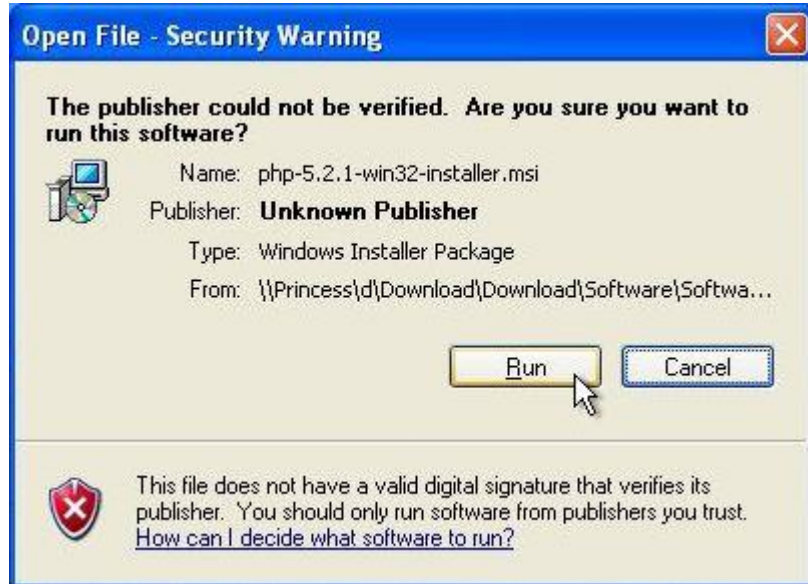 Open File - Security Warning
The publisher could not be verified.  Are you sure you want to
run this software?
Name: php-5.2.1-win32-installer.msi
Publisher: Unknown Publisher
Type: Windows Installer Package
From: \\Princess\d\Download\Download\Software\Softwa...
Run Cancel
This file does not have a valid digital signature that verifies its
publisher.  You should only run software from publishers you trust.
How can I decide what software to run?